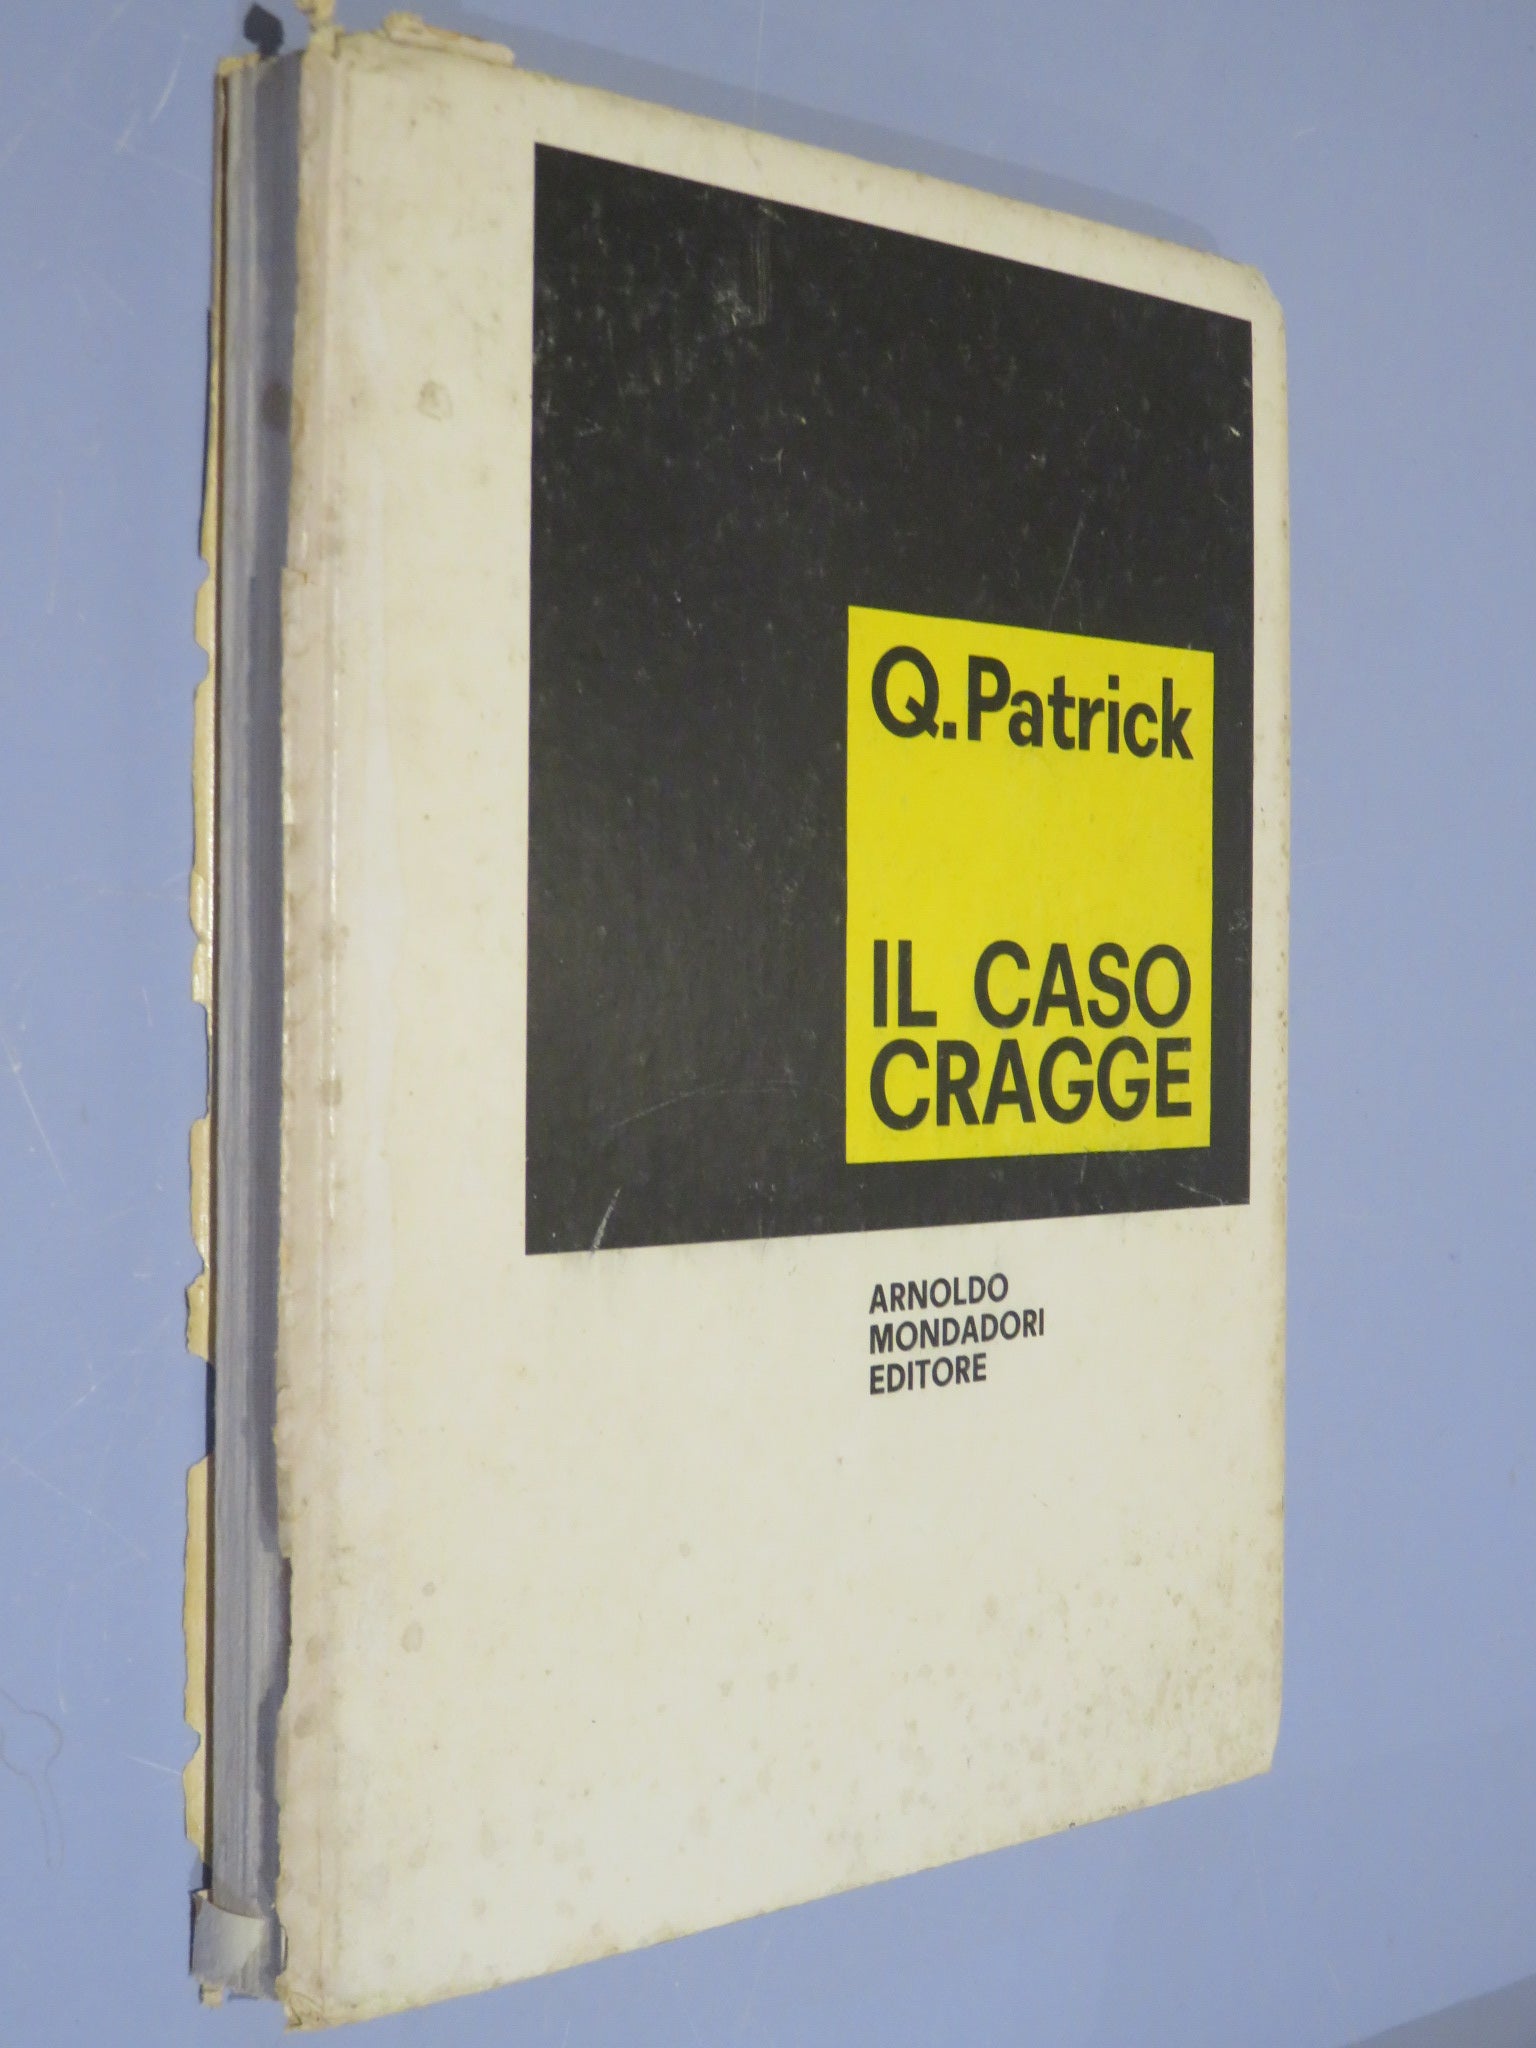 Q. Patrick
IL CASO
CRAGGE
ARNOLDO
MONDADORI
EDITORE